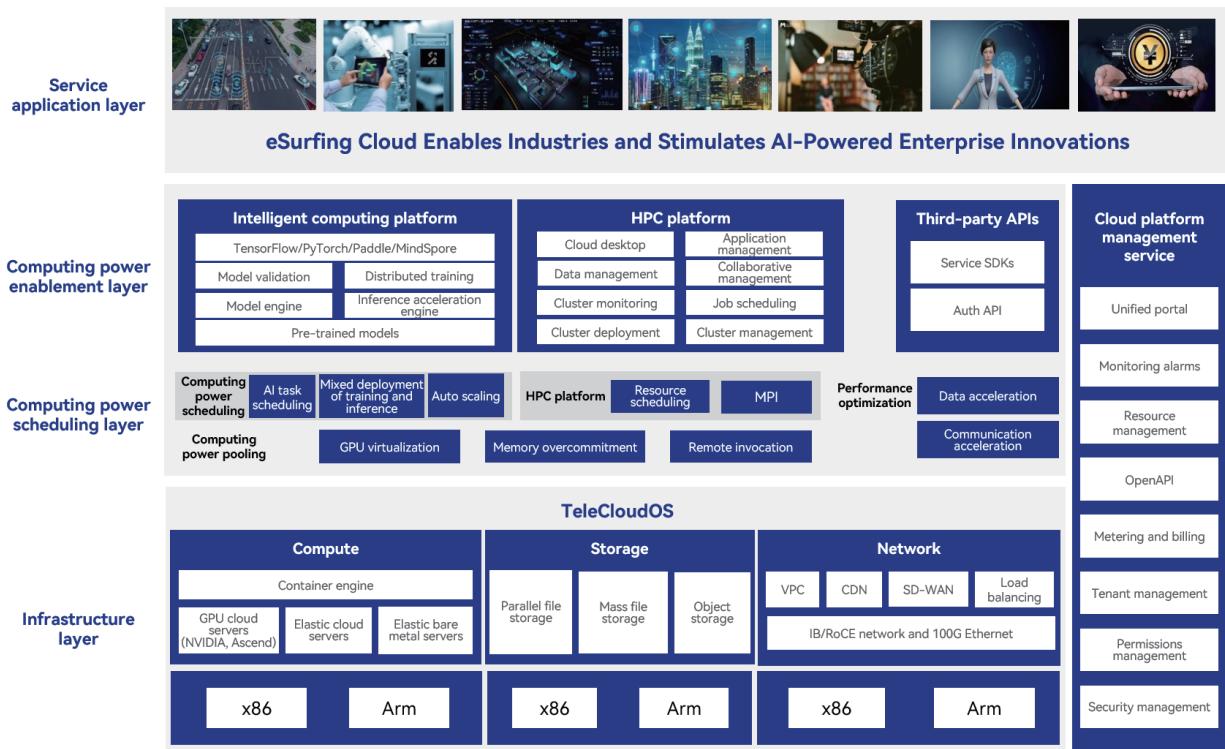 Service
application layer
eSurfing Cloud Enables Industries and Stimulates AI-Powered Enterprise Innovations
Computing power
enablement layer
Intelligent computing platform
TensorFlow/PyTorch/Paddle/MindSpore
Model validation
Distributed training
Model engine
Inference acceleration
engine
Pre-trained models
HPC platform
Cloud desktop
Application
management
Data management
Collaborative
management
Cluster monitoring
Job scheduling
Cluster deployment
Cluster management
Third-party APIs
Service SDKs
Auth API
Computing power
scheduling layer
Computing
power
scheduling
AI task
scheduling
Mixed deployment
of training and
inference
Auto scaling
HPC platform
Resource
scheduling
MPI
Performance
optimization
Data acceleration
Communication
acceleration
Computing
power pooling
GPU virtualization
Memory overcommitment
Remote invocation
Cloud platform
management
service
Unified portal
Monitoring alarms
Resource
management
OpenAPI
Metering and billing
Tenant management
Permissions
management
Security management
Infrastructure
layer
TeleCloudOS
Compute
Container engine
GPU cloud
servers
(NVIDIA, Ascend)
Elastic cloud
servers
Elastic bare
metal servers
Storage
Parallel file
storage
Mass file
storage
Object
storage
Network
VPC
CDN
SD-WAN
Load
balancing
IB/RoCE network and 100G Ethernet
x86
Arm
x86
Arm
x86
Arm